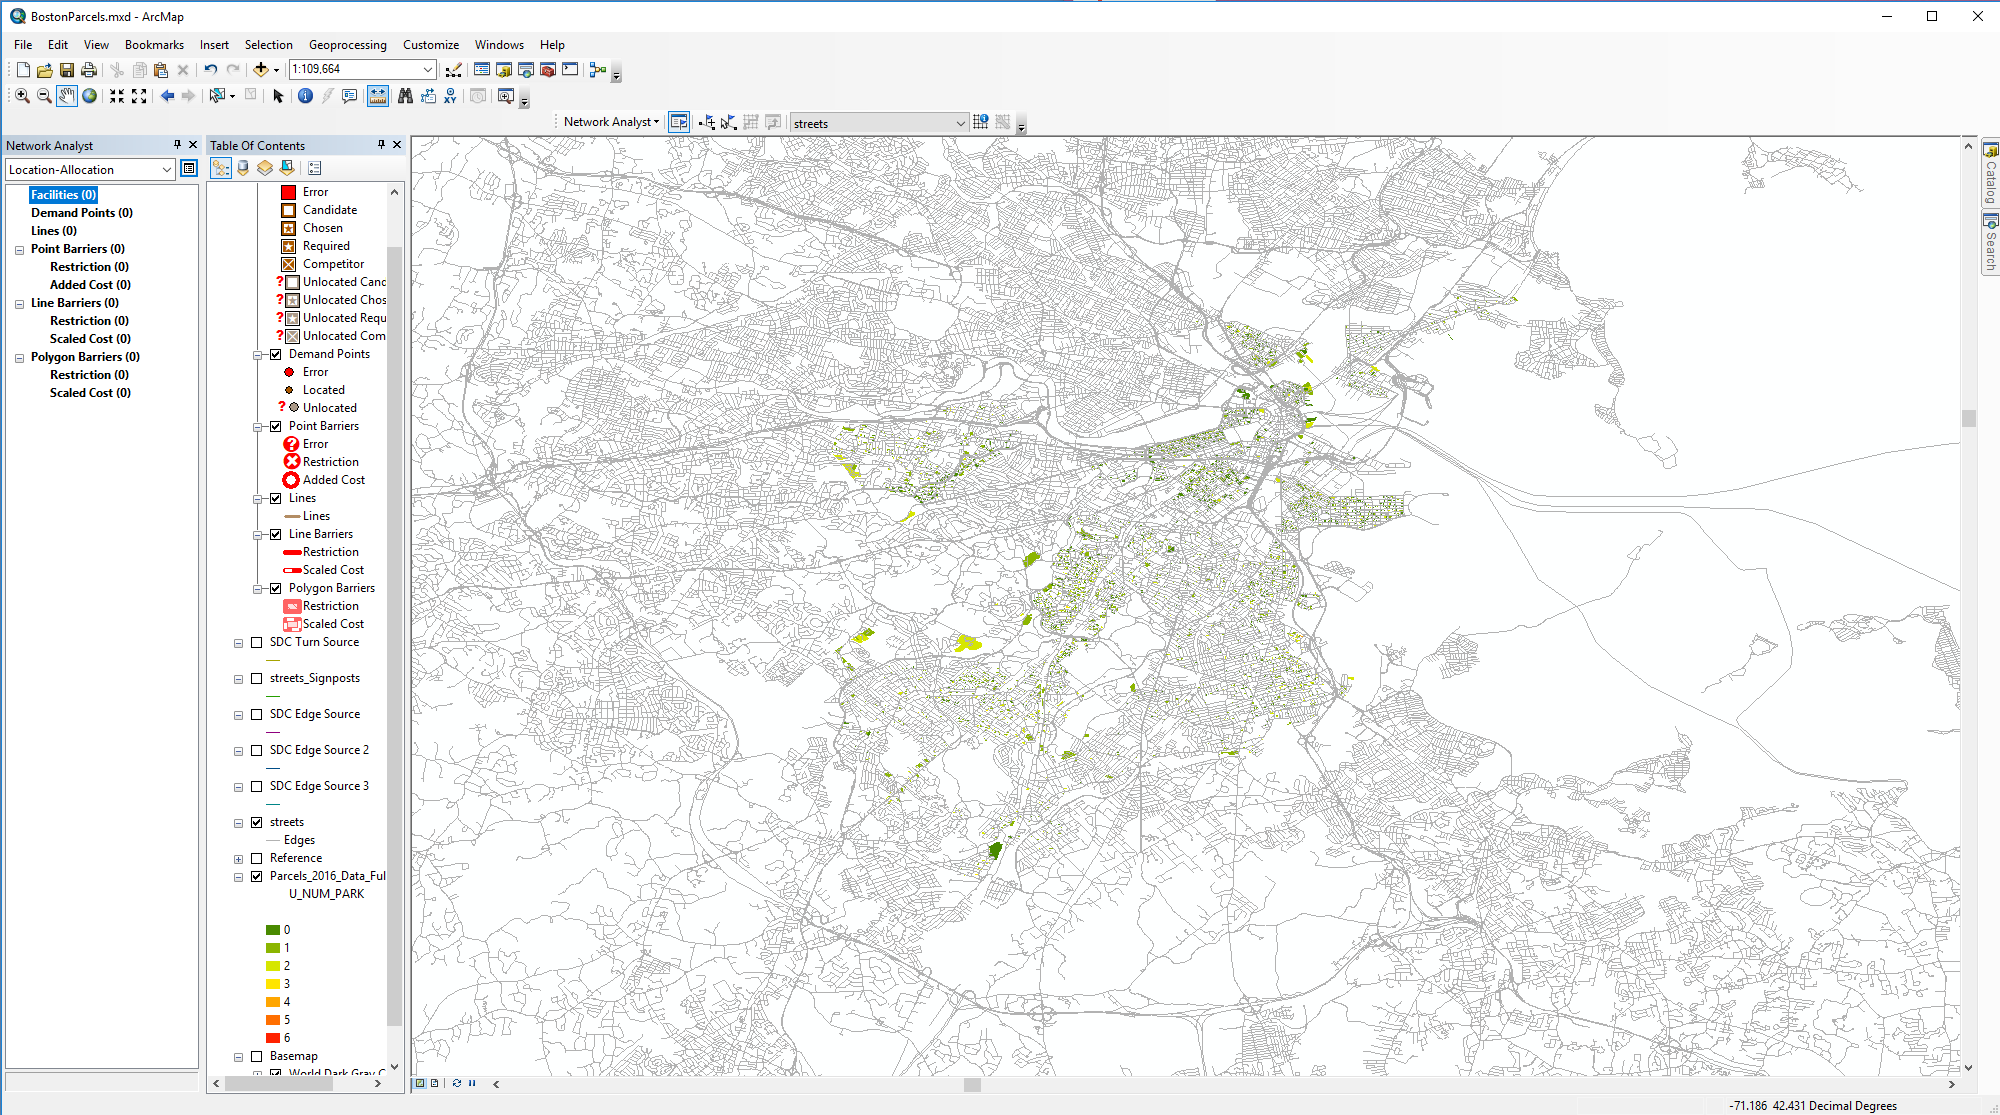 BostonParcels.mxd - ArcMap
File Edit View Bookmarks Insert Selection Geoprocessing Customize Windows Help
1:109,664
Network Analyst streets
Network Analyst
Location-Allocation
Facilities (0)
Demand Points (0)
Lines (0)
Point Barriers (0)
Restriction (0)
Added Cost (0)
Line Barriers (0)
Restriction (0)
Scaled Cost (0)
Polygon Barriers (0)
Restriction (0)
Scaled Cost (0)
Table Of Contents
Error
Candidate
Chosen
Required
Competitor
Unlocated Canc
Unlocated Chos
Unlocated Requ
Unlocated Com
Demand Points
Error
Located
Unlocated
Point Barriers
Error
Restriction
Added Cost
Lines
Lines
Line Barriers
Restriction
Scaled Cost
Polygon Barriers
Restriction
Scaled Cost
SDC Turn Source
streets_Signposts
SDC Edge Source
SDC Edge Source 2
SDC Edge Source 3
streets
Edges
Reference
Parcels_2016_Data_Ful
U_NUM_PARK
0
1
2
3
4
5
6
Basemap
World Dark Gray C
Catalog
Search
-71.186 42.431 Decimal Degrees